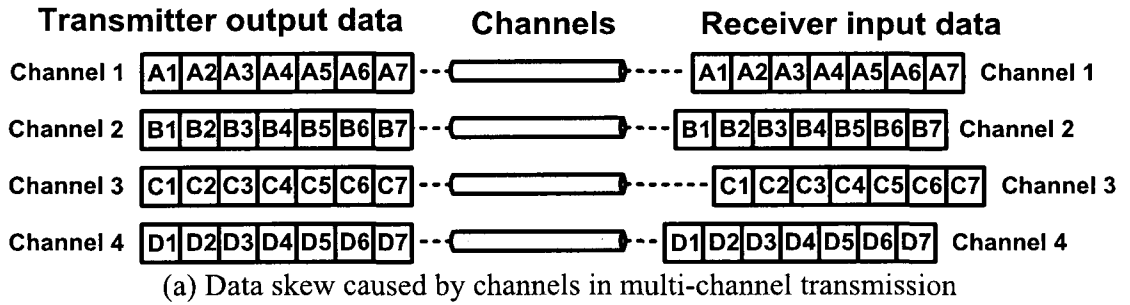 Transmitter output data Channels Receiver input data
Channel 1 A1 A2 A3 A4 A5 A6 A7 A1 A2 A3 A4 A5 A6 A7 Channel 1
Channel 2 B1 B2 B3 B4 B5 B6 B7 B1 B2 B3 B4 B5 B6 B7 Channel 2
Channel 3 C1 C2 C3 C4 C5 C6 C7 C1 C2 C3 C4 C5 C6 C7 Channel 3
Channel 4 D1 D2 D3 D4 D5 D6 D7 D1 D2 D3 D4 D5 D6 D7 Channel 4
(a) Data skew caused by channels in multi-channel transmission